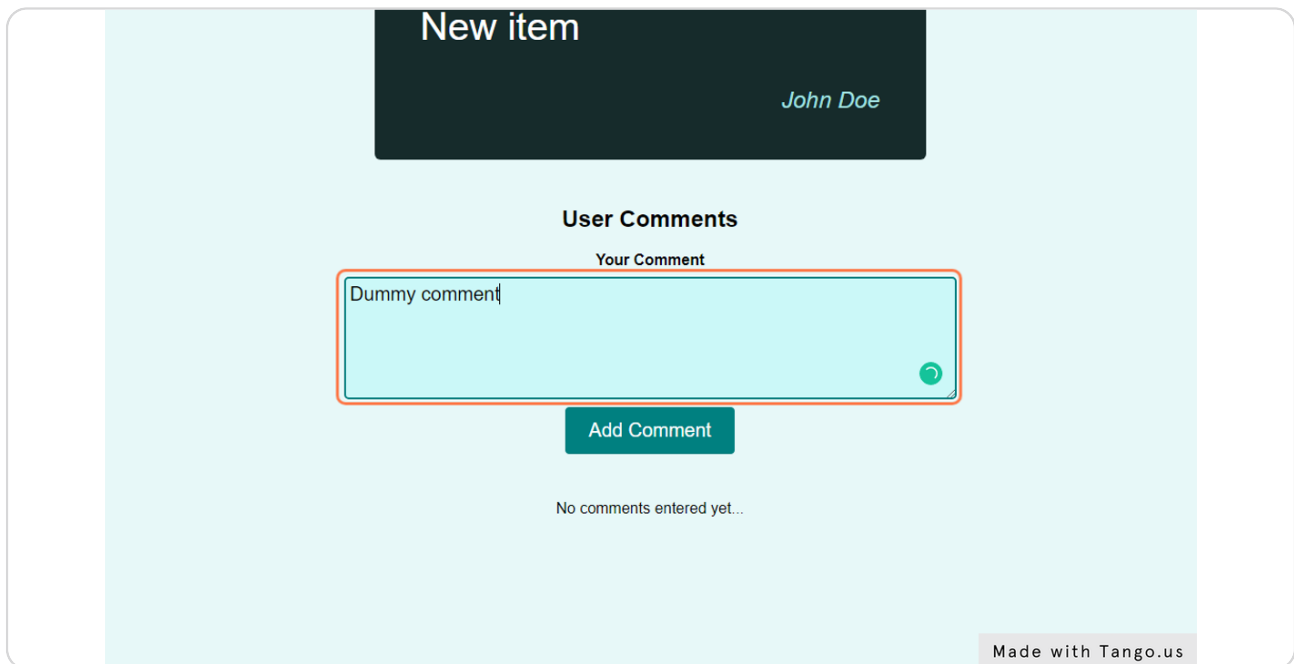 New item
John Doe
User Comments
Your Comment
Dummy comment
Add Comment
No comments entered yet...
Made with Tango.us